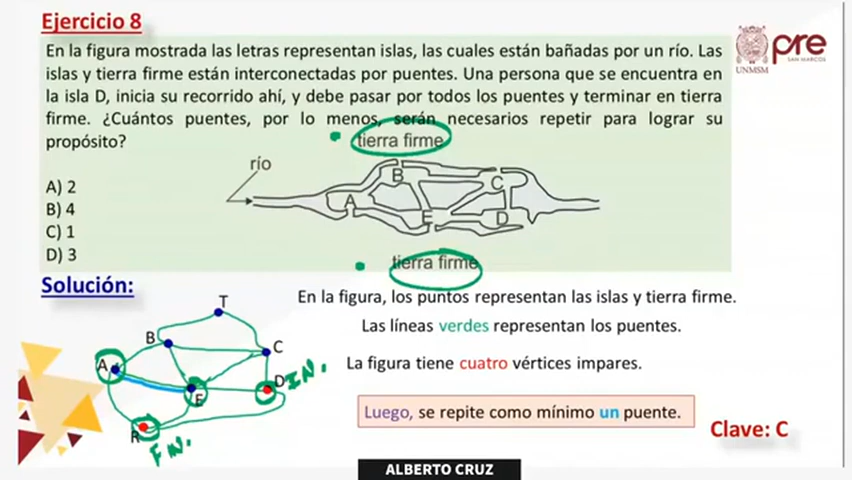 Ejercicio 8
En la figura mostrada las letras representan islas, las cuales están bañadas por un río. Las
islas y tierra firme están interconectadas por puentes. Una persona que se encuentra en
la isla D, inicia su recorrido ahí, y debe pasar por todos los puentes y terminar en tierra
firme. ¿Cuántos puentes, por lo menos, serán necesarios repetir para lograr su
propósito?
UNMSM
pre
SAN MARCOS
tierra firme
río
A) 2
B) 4
C) 1
D) 3
B
C
A
E
D
tierra firme
Solución:
T
B
C
A
E
D
R
IN.
FIN.
En la figura, los puntos representan las islas y tierra firme.
Las líneas verdes representan los puentes.
La figura tiene cuatro vértices impares.
Luego, se repite como mínimo un puente.
Clave: C
ALBERTO CRUZ